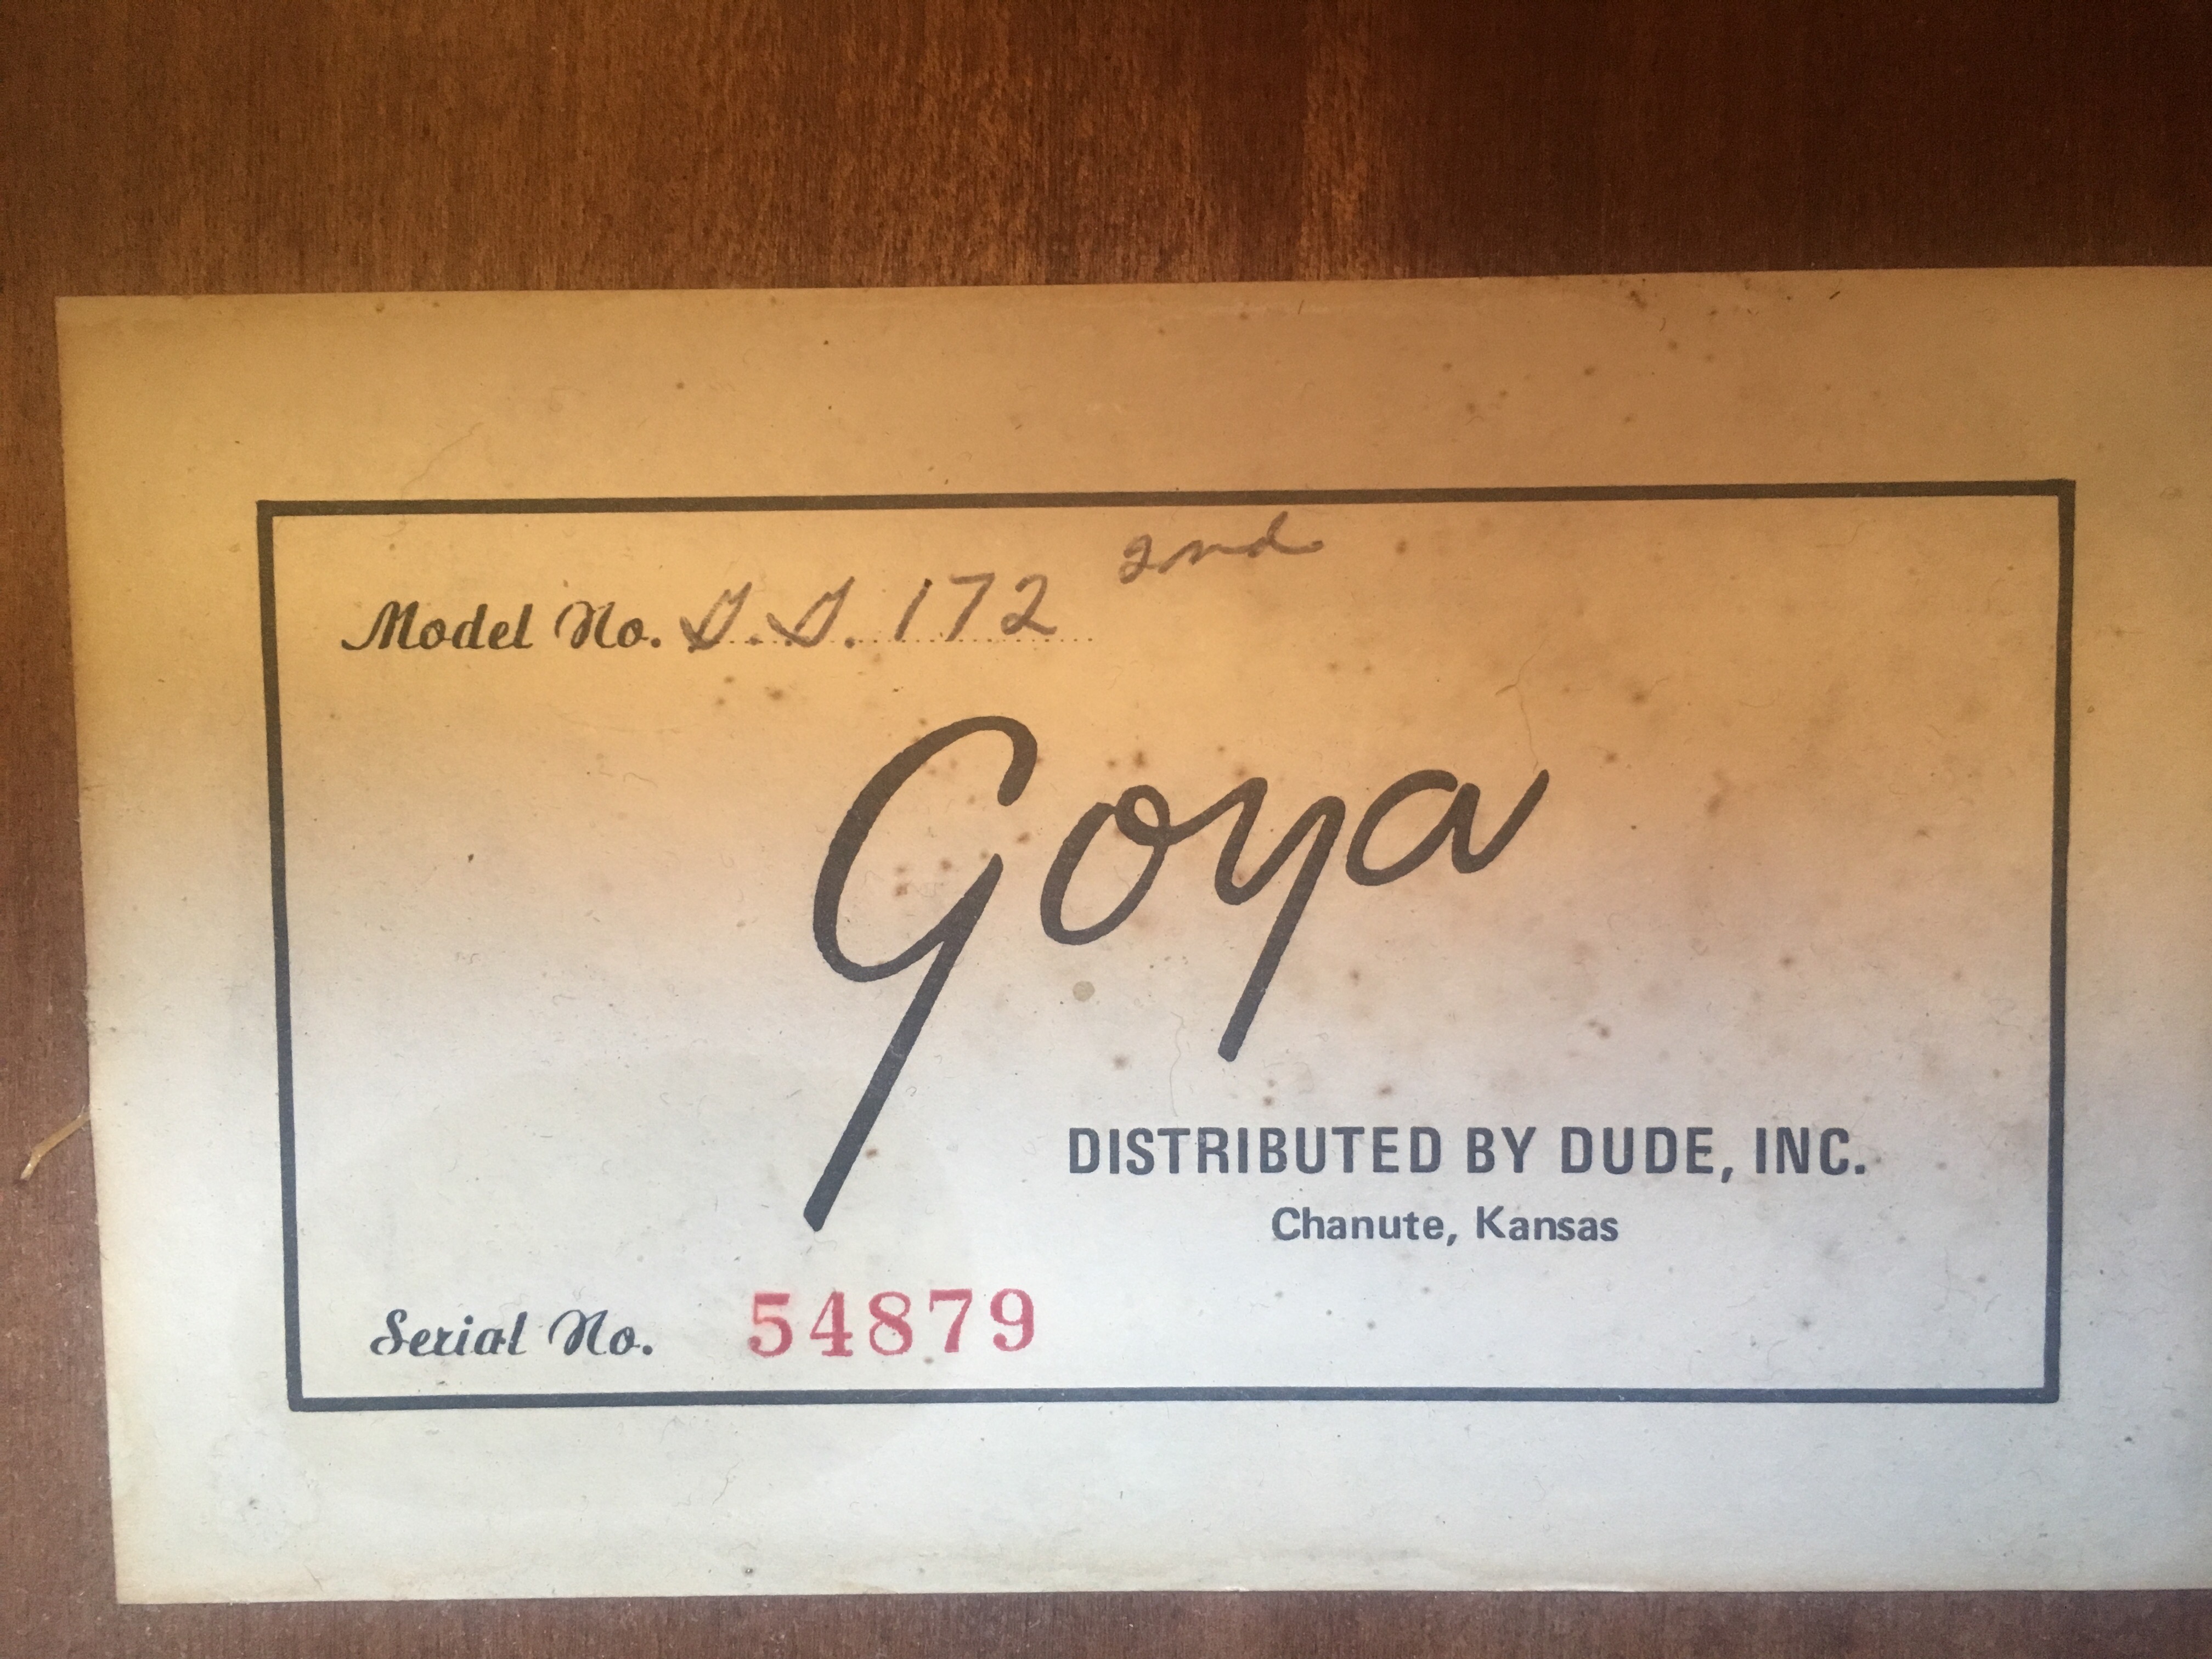 2nd
Model No. G.G. 172
Goya
DISTRIBUTED BY DUDE, INC.
Chanute, Kansas
Serial No. 54879